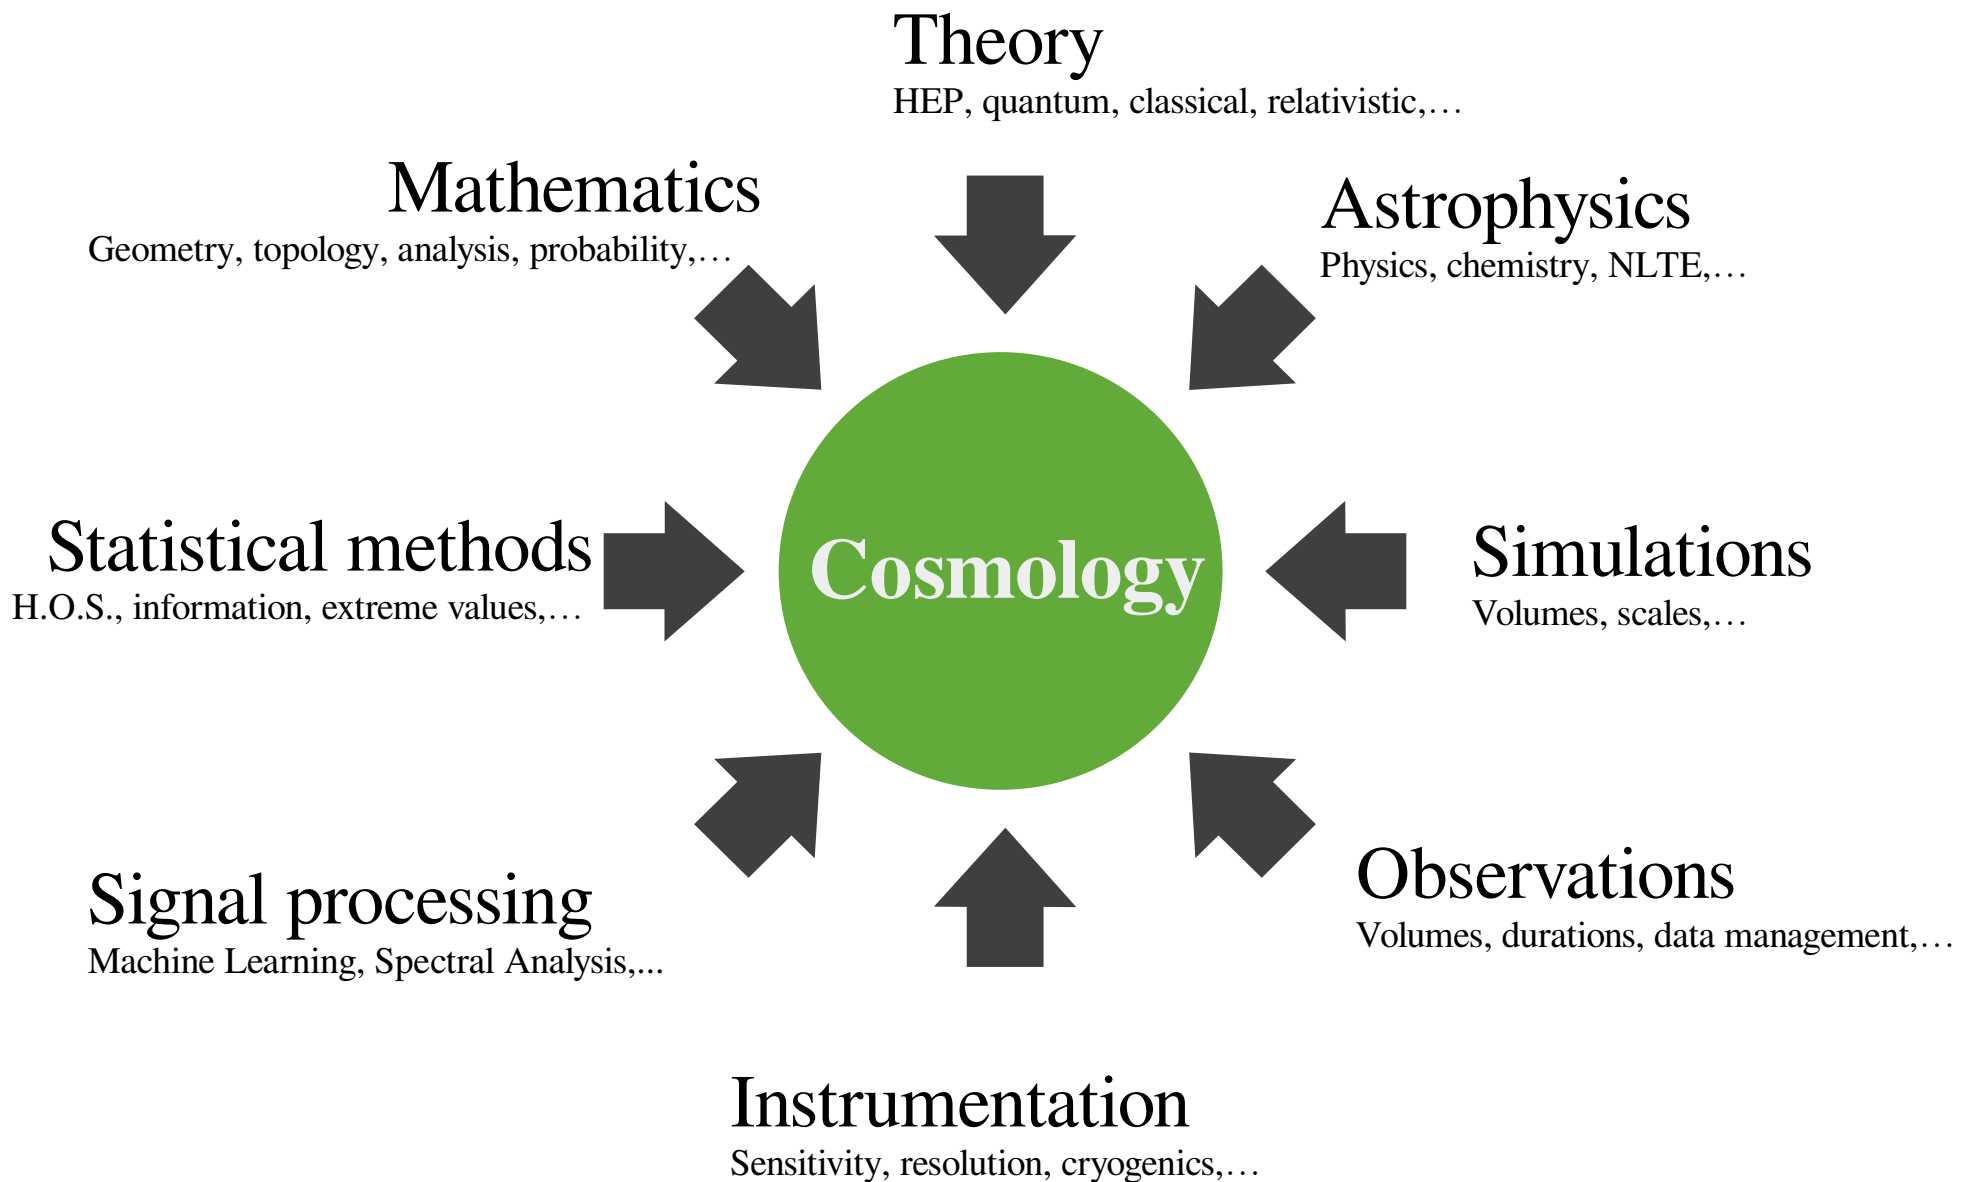 Theory
HEP, quantum, classical, relativistic,…
Mathematics
Geometry, topology, analysis, probability,…
Astrophysics
Physics, chemistry, NLTE,…
Statistical methods
H.O.S., information, extreme values,…
Cosmology
Simulations
Volumes, scales,…
Signal processing
Machine Learning, Spectral Analysis,...
Observations
Volumes, durations, data management,…
Instrumentation
Sensitivity, resolution, cryogenics,…